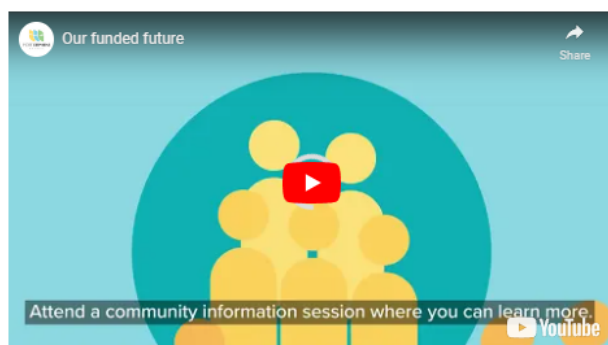 Our funded future
Share
Attend a community information session where you can learn more.
YouTube